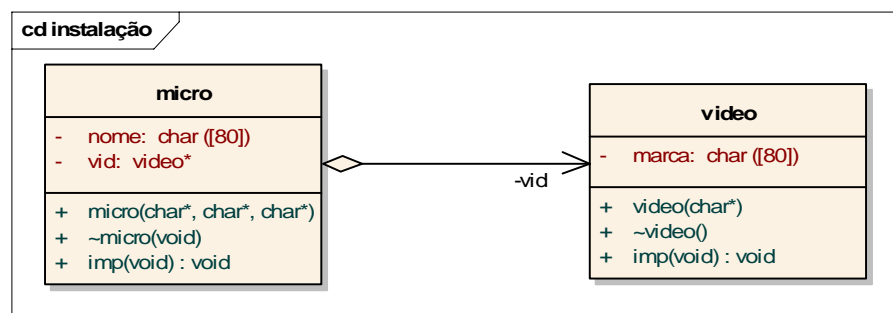 cd instalação
micro
- nome: char ([80])
- vid: video*
+ micro(char*, char*, char*)
+ ~micro(void)
+ imp(void) : void
-vid
video
- marca: char ([80])
+ video(char*)
+ ~video()
+ imp(void) : void